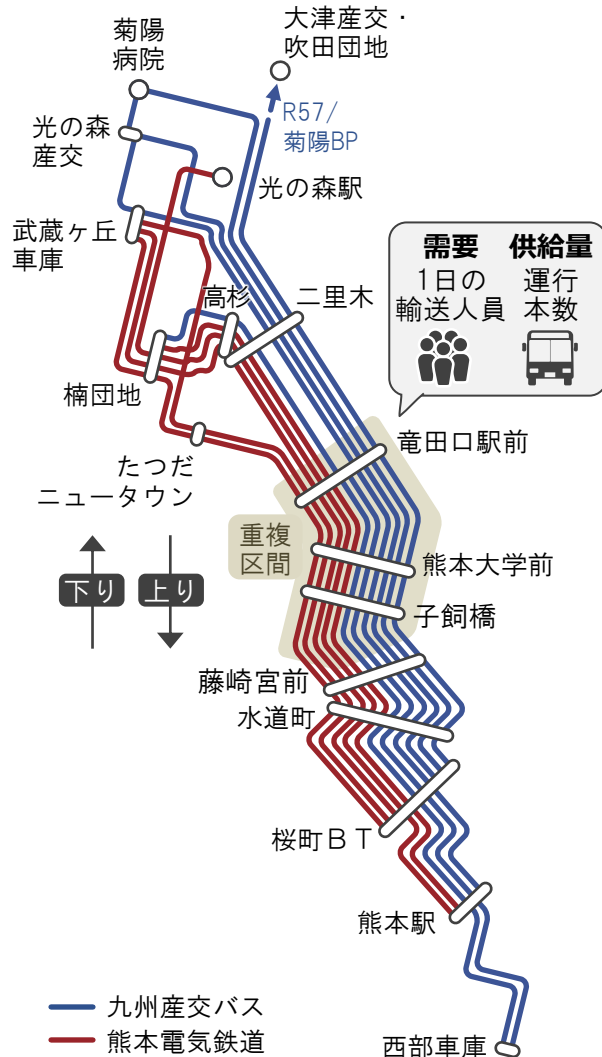 大津産交・
吹田団地
菊陽
病院
R57/
菊陽BP
光の森
産交
光の森駅
武蔵ヶ丘
車庫
需要 供給量
1日の
輸送人員
運行
本数
高杉
二里木
楠団地
竜田口駅前
たつだ
ニュータウン
重複
区間
熊本大学前
下り
上り
子飼橋
藤崎宮前
水道町
桜町ＢＴ
熊本駅
九州産交バス
熊本電気鉄道
西部車庫